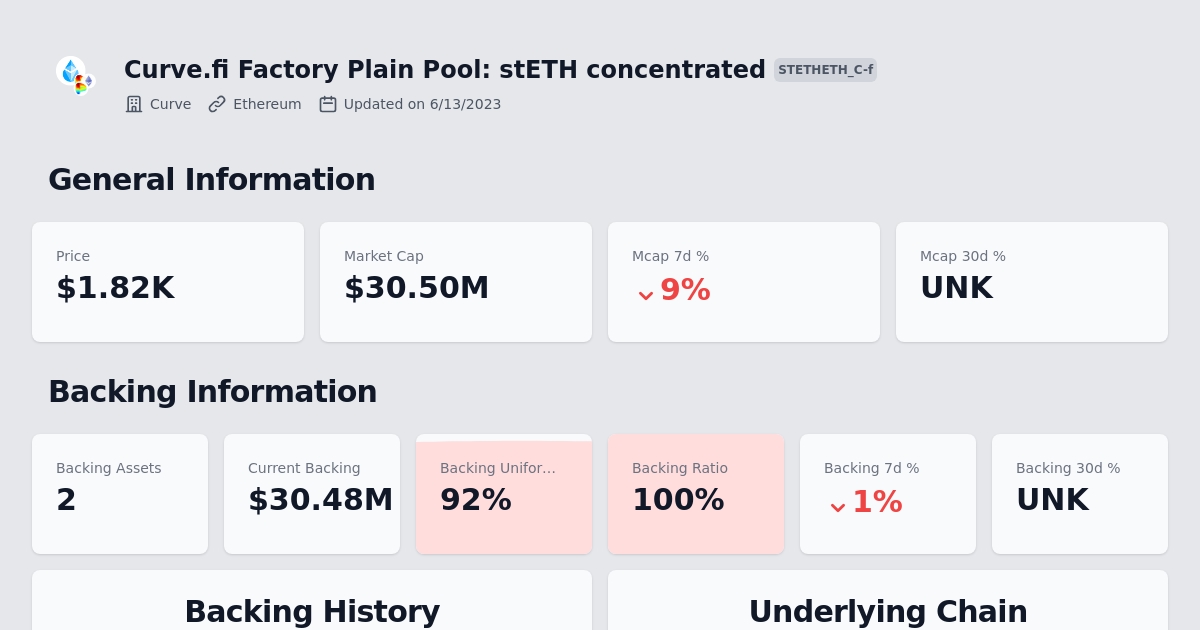 Curve.fi Factory Plain Pool: stETH concentrated STETHETH_C-f
Curve Ethereum Updated on 6/13/2023
General Information
Price Market Cap Mcap 7d % Mcap 30d %
$1.82K $30.50M 9% UNK
Backing Information
Backing Assets Current Backing Backing Unifor... Backing Ratio Backing 7d % Backing 30d %
2 $30.48M 92% 100% 1% UNK
Backing History Underlying Chain